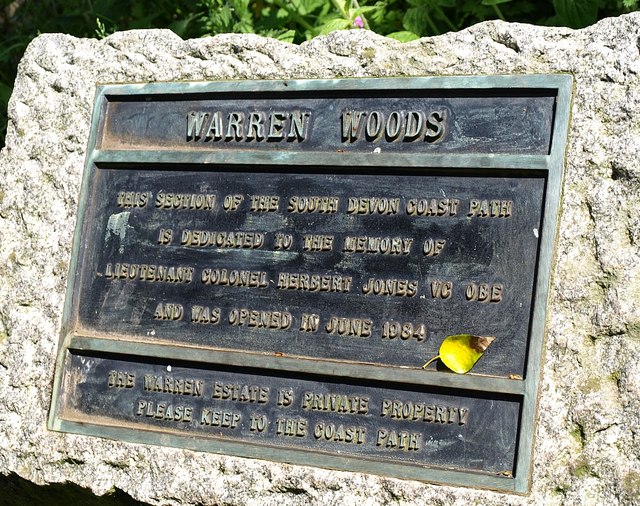 WARREN WOODS
THIS SECTION OF THE SOUTH DEVON COAST PATH
IS DEDICATED TO THE MEMORY OF
LIEUTENANT COLONEL HERBERT JONES VC OBE
AND WAS OPENED IN JUNE 1984
THE WARREN ESTATE IS PRIVATE PROPERTY
PLEASE KEEP TO THE COAST PATH